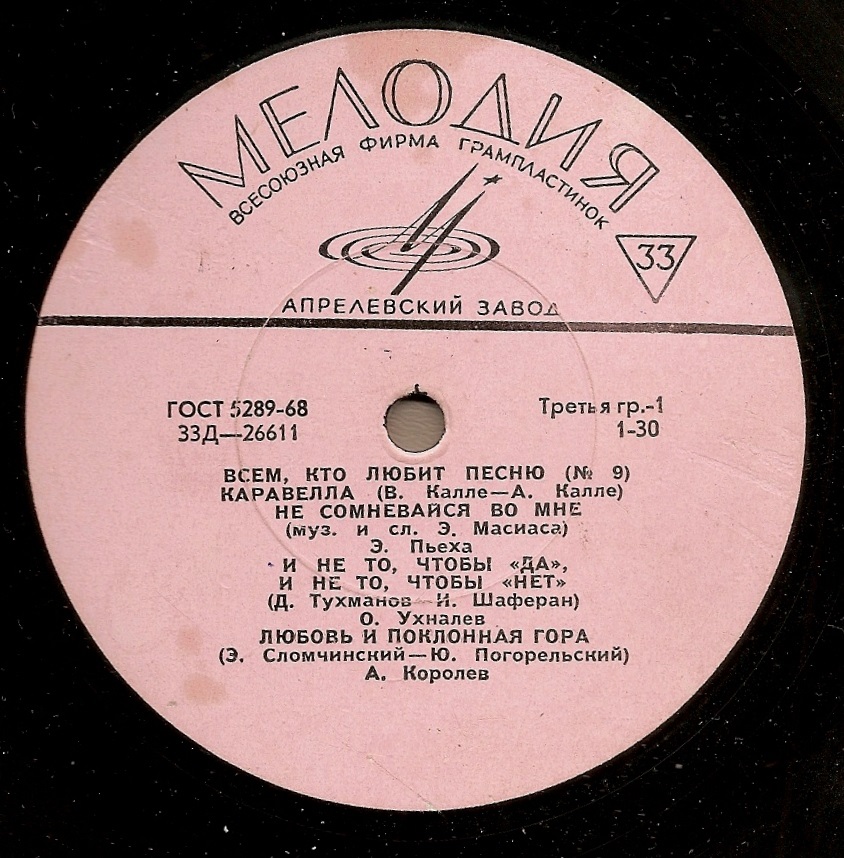 МЕЛОДИЯ
ВСЕСОЮЗНАЯ ФИРМА ГРАМПЛАСТИНОК
33
АПРЕЛЕВСКИЙ ЗАВОД
ГОСТ 5289-68
Третья гр.-1
33Д—26611
1-30
ВСЕМ, КТО ЛЮБИТ ПЕСНЮ (№ 9)
КАРАВЕЛЛА (В. Калле—А. Калле)
НЕ СОМНЕВАЙСЯ ВО МНЕ
(муз. и сл. Э. Масиаса)
Э. Пьеха
И НЕ ТО, ЧТОБЫ «ДА»,
И НЕ ТО, ЧТОБЫ «НЕТ»
(Д. Тухманов—И. Шаферан)
О. Ухналев
ЛЮБОВЬ И ПОКЛОННАЯ ГОРА
(Э. Сломчинский—Ю. Погорельский)
А. Королев